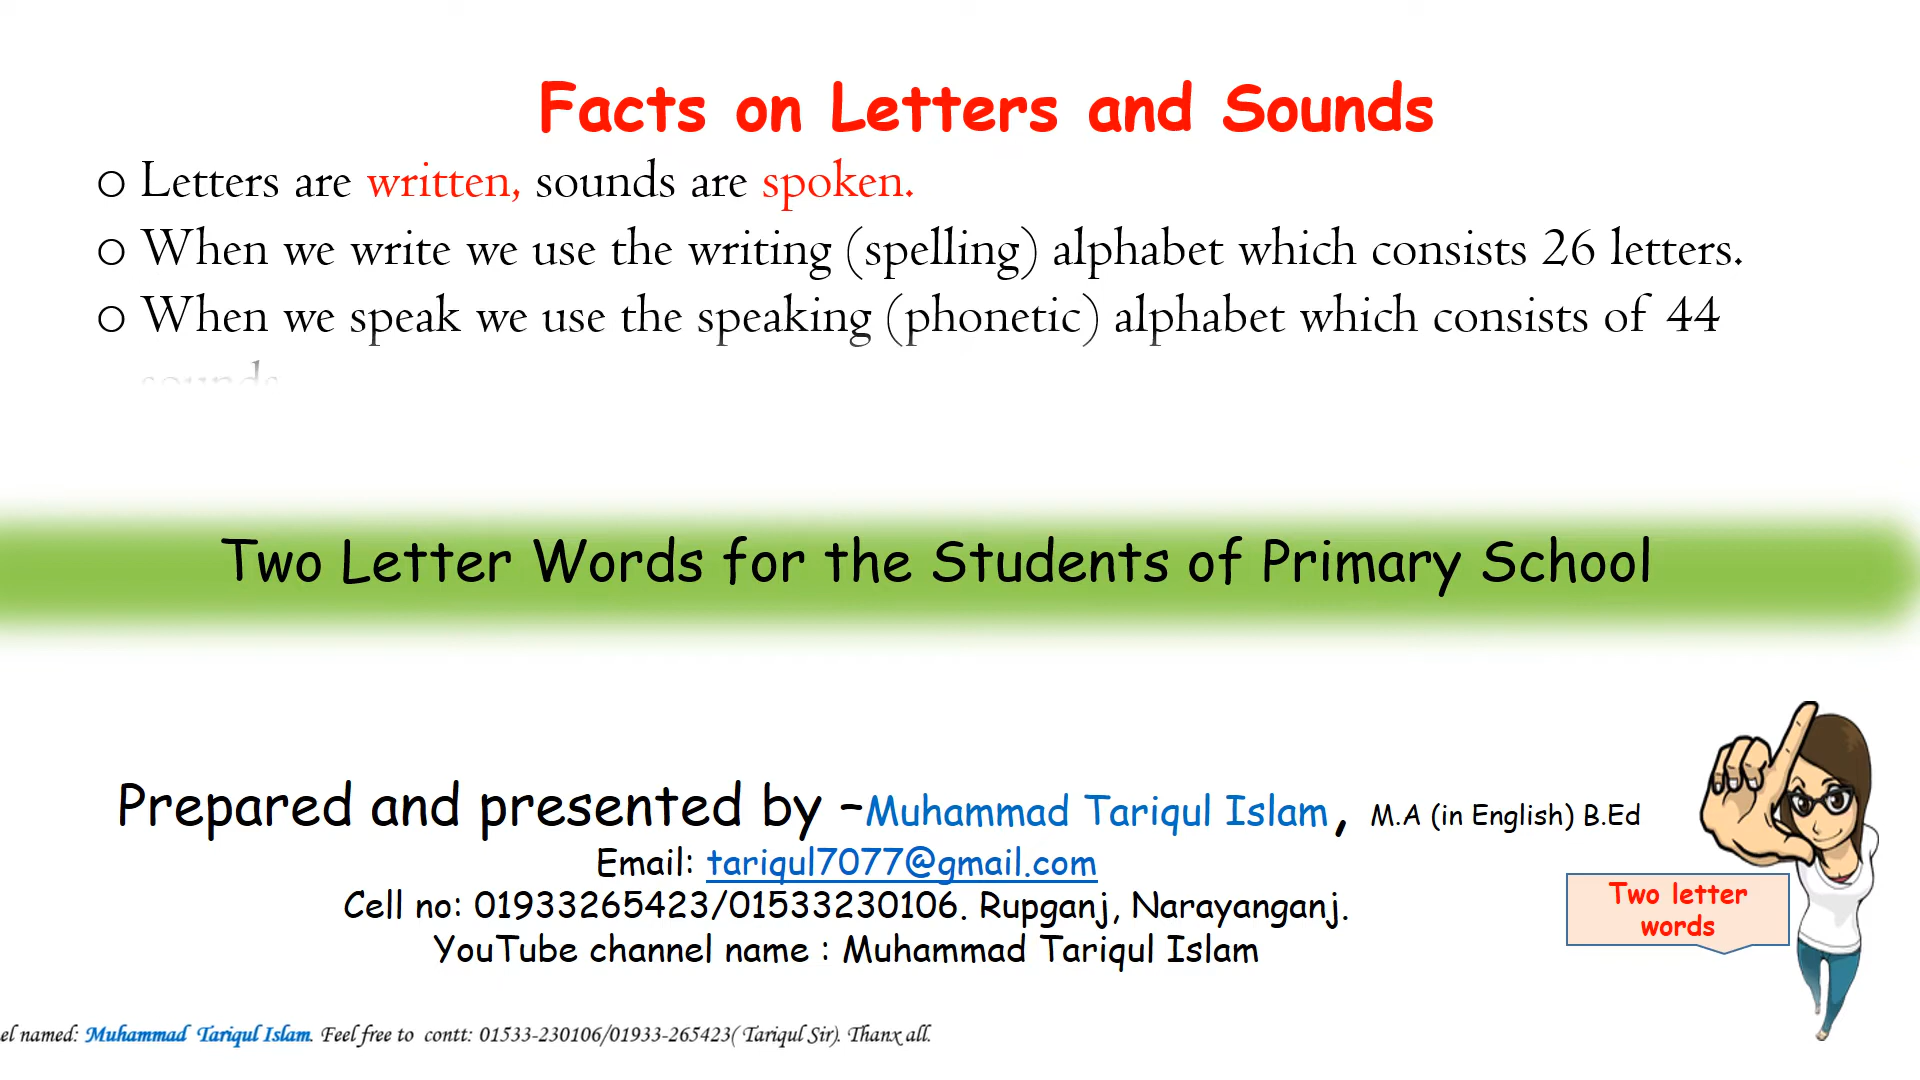 Facts on Letters and Sounds
o Letters are written, sounds are spoken.
o When we write we use the writing (spelling) alphabet which consists 26 letters.
o When we speak we use the speaking (phonetic) alphabet which consists of 44
sounds
Two Letter Words for the Students of Primary School
Prepared and presented by –Muhammad Tariqul Islam, M.A (in English) B.Ed
Email: tariqul7077@gmail.com
Cell no: 01933265423/01533230106. Rupganj, Narayanganj.
YouTube channel name : Muhammad Tariqul Islam
Two letter
words
el named: Muhammad Tariqul Islam. Feel free to contt: 01533-230106/01933-265423( Tariqul Sir). Thanx all.